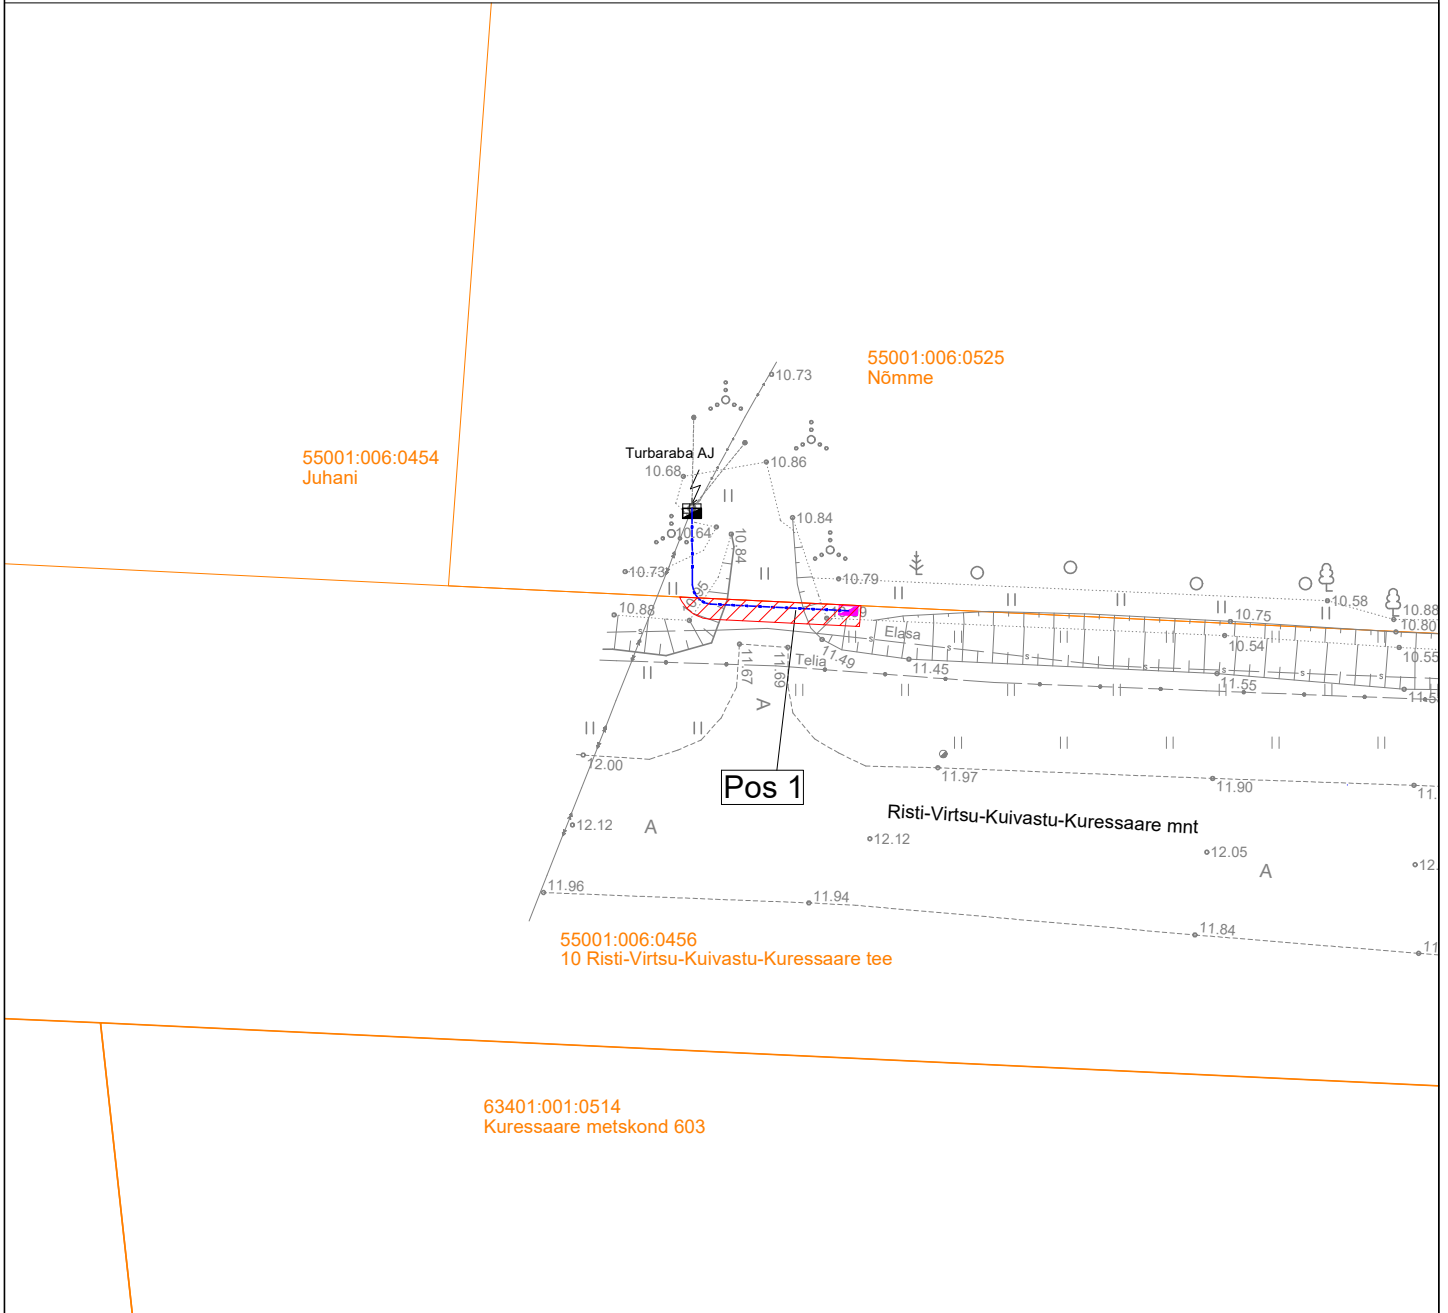 55001:006:0525
Nõmme
10.73
55001:006:0454
Juhani
Turbaraba AJ
10.68
10.86
10.84
10.64
10.84
10.73
10.79
10.58
10.88
10.88
10.75
10.80
10.54
10.55
Elasa
s
s
s
s
s
s
Telia
11.49
11.45
11.67
11.69
11.55
A
12.00
11.97
11.90
Pos 1
Risti-Virtsu-Kuivastu-Kuressaare mnt
12.12
A
12.12
12.05
A
11.96
11.94
11.84
55001:006:0456
10 Risti-Virtsu-Kuivastu-Kuressaare tee
63401:001:0514
Kuressaare metskond 603